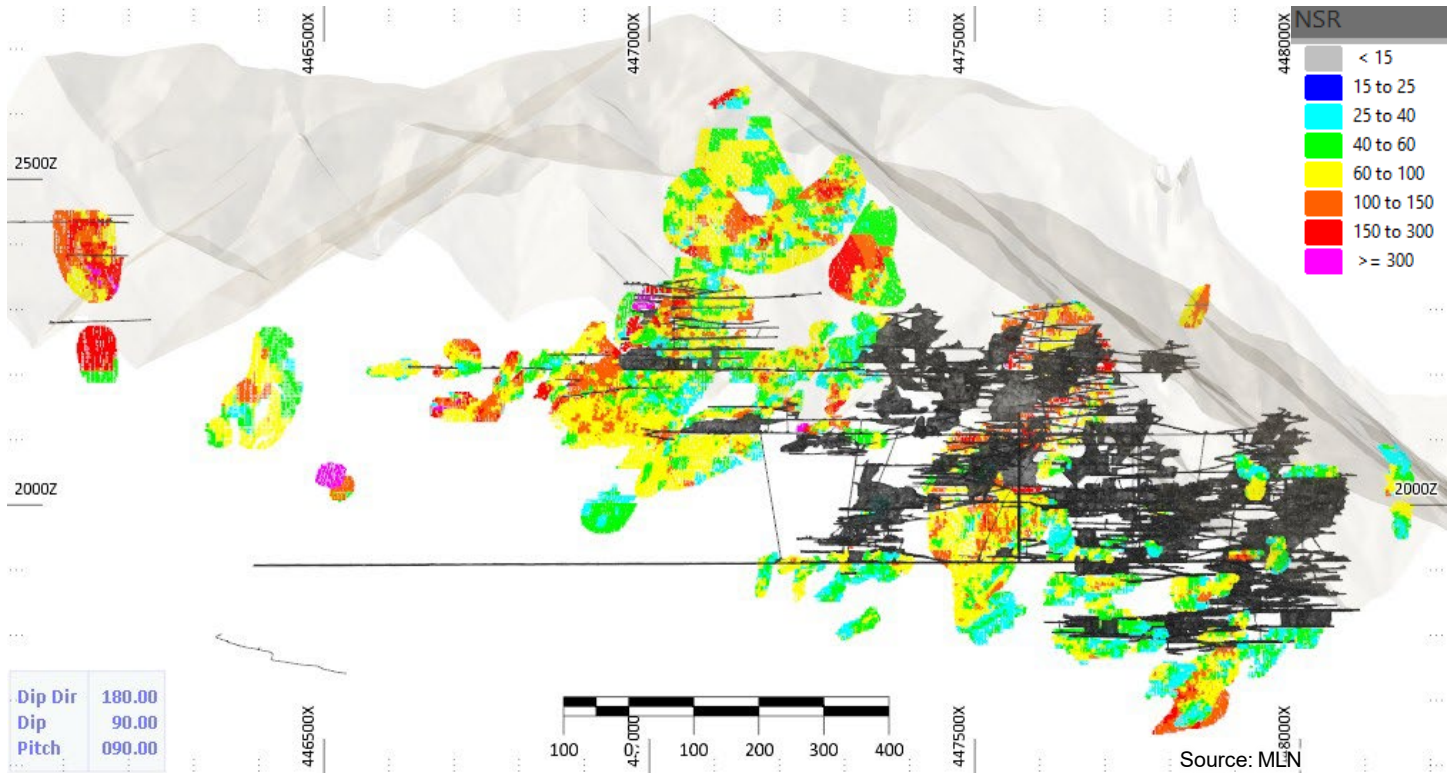 446500X
447000X
447500X
448000X
NSR
< 15
15 to 25
25 to 40
40 to 60
60 to 100
100 to 150
150 to 300
>= 300
2500Z
2000Z
2000Z
Dip Dir 180.00
Dip 90.00
Pitch 090.00
100 0 100 200 300 400
446500X
447500X
448000X
Source: MLN